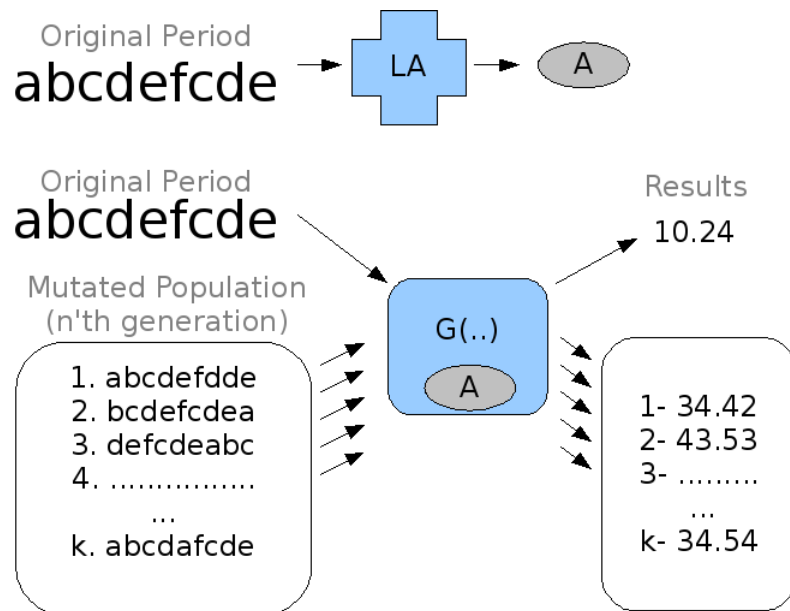 Original Period
abcdefcde
LA
A
Original Period
abcdefcde
Results
10.24
Mutated Population
(n'th generation)
G(..)
A
1. abcdefdde
2. bcdefcdea
3. defcdeabc
4. ................
...
k. abcdafcde
1- 34.42
2- 43.53
3- .........
...
k- 34.54